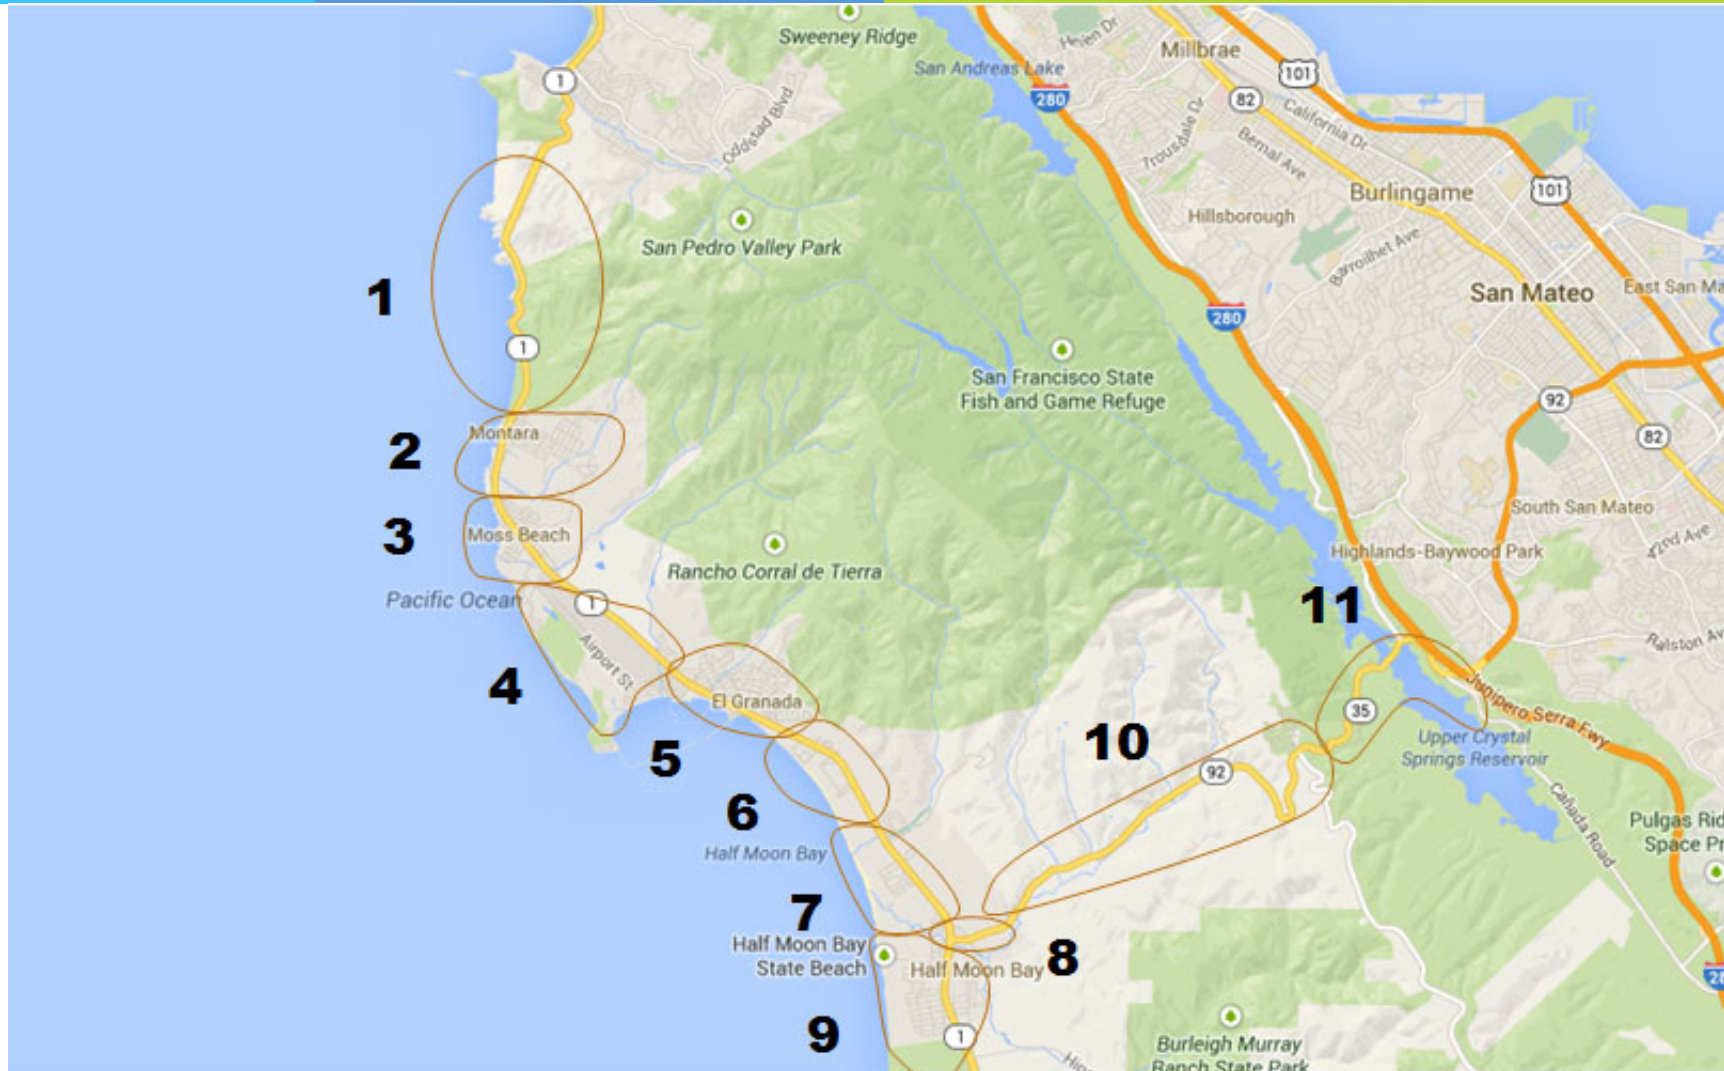 Sweeney Ridge
Helen Dr
Millbrae
San Andreas Lake
1
280
82
101
California Dr
Oddstad Blvd
Trousdale Dr
Bernal Ave
Burlingame
101
Hillsborough
San Pedro Valley Park
Barroilhet Ave
1
San Mateo
East San Ma
280
1
San Francisco State
Fish and Game Refuge
92
82
2
Montara
3
Moss Beach
South San Mateo
42nd Ave
Highlands-Baywood Park
Rancho Corral de Tierra
Pacific Ocean
1
11
Ralston Av
Airport St
4
El Granada
35
Junipero Serra Fwy
5
10
Upper Crystal
Springs Reservoir
92
6
Half Moon Bay
Cañada Road
Pulgas Rid
Space Pr
7
Half Moon Bay
State Beach
Half Moon Bay
8
28
9
1
Burleigh Murray
Ranch State Park